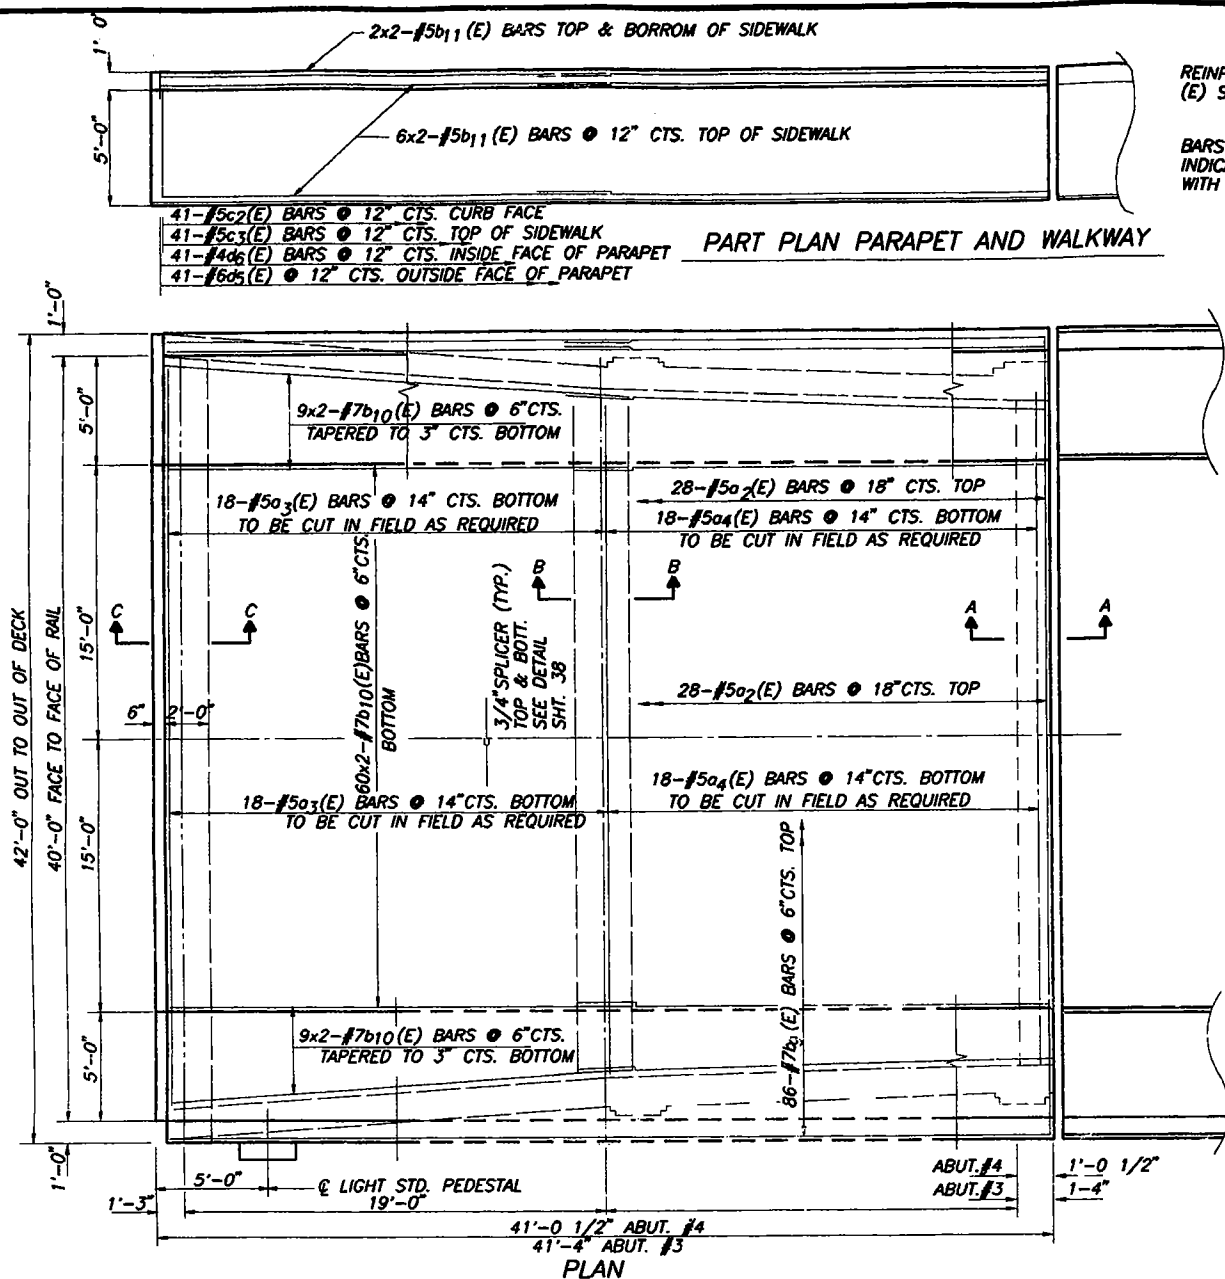 2x2-#5b11(E) BARS TOP & BORROM OF SIDEWALK
1' 0"
5'-0"
6x2-#5b11(E) BARS @ 12" CTS. TOP OF SIDEWALK
REINF
(E) S
BARS
INDIC
WITH
41-#5c2(E) BARS @ 12" CTS. CURB FACE
41-#5c3(E) BARS @ 12" CTS. TOP OF SIDEWALK
41-#4d6(E) BARS @ 12" CTS. INSIDE FACE OF PARAPET
41-#6d5(E) @ 12" CTS. OUTSIDE FACE OF PARAPET
PART PLAN PARAPET AND WALKWAY
1'-0"
5'-0"
9x2-#7b10(E) BARS @ 6"CTS.
TAPERED TO 3" CTS. BOTTOM
18-#5a3(E) BARS @ 14" CTS. BOTTOM
TO BE CUT IN FIELD AS REQUIRED
28-#5a2(E) BARS @ 18" CTS. TOP
18-#5a4(E) BARS @ 14" CTS. BOTTOM
TO BE CUT IN FIELD AS REQUIRED
B
B
C
C
A
A
42'-0" OUT TO OUT OF DECK
40'-0" FACE TO FACE OF RAIL
15'-0"
60x2-#7b10(E)BARS @ 6"CTS.
BOTTOM
3/4"SPLICER (TYP.)
TOP & BOTT.
SEE DETAIL
SHT. 38
6"
2'-0"
28-#5a2(E) BARS @ 18"CTS. TOP
18-#5a3(E) BARS @ 14"CTS. BOTTOM
TO BE CUT IN FIELD AS REQUIRED
18-#5a4(E) BARS @ 14"CTS. BOTTOM
TO BE CUT IN FIELD AS REQUIRED
15'-0"
86-#7b9(E) BARS @ 6"CTS. TOP
9x2-#7b10(E) BARS @ 6"CTS.
TAPERED TO 3" CTS. BOTTOM
5'-0"
1'-0"
5'-0"
℄ LIGHT STD. PEDESTAL
ABUT.#4
1'-0 1/2"
ABUT.#3
1-4"
1'-3"
19'-0"
41'-0 1/2" ABUT. #4
41'-4" ABUT. #3
PLAN